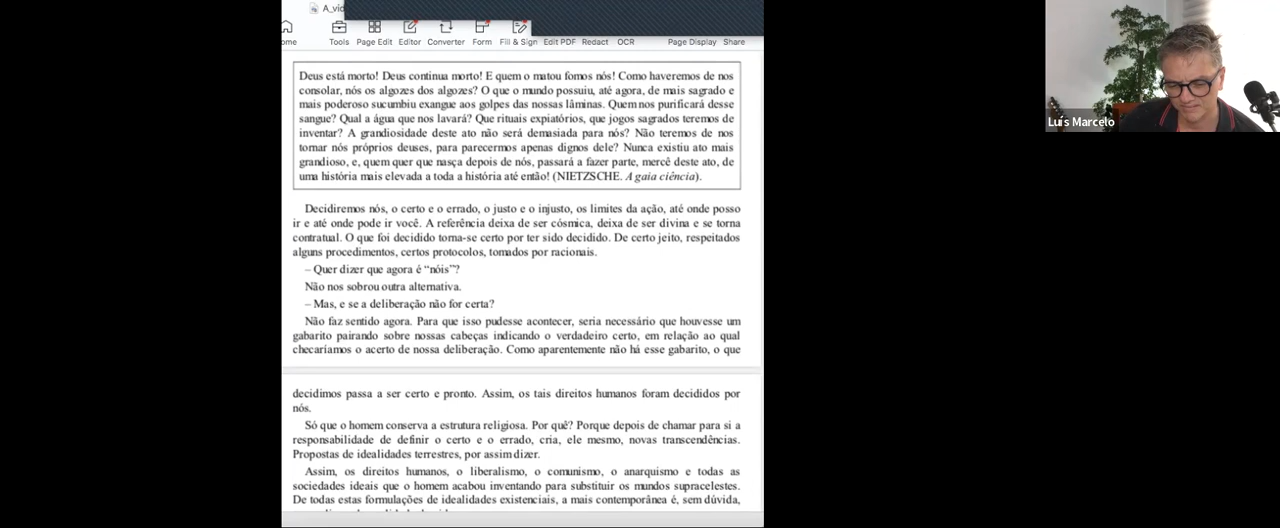 A_vid
ome Tools Page Edit Editor Converter Form Fill & Sign Edit PDF Redact OCR Page Display Share
Deus está morto! Deus continua morto! E quem o matou fomos nós! Como haveremos de nos
consolar, nós os algozes dos algozes? O que o mundo possuiu, até agora, de mais sagrado e
mais poderoso sucumbiu exangue aos golpes das nossas lâminas. Quem nos purificará desse
sangue? Qual a água que nos lavará? Que rituais expiatórios, que jogos sagrados teremos de
inventar? A grandiosidade deste ato não será demasiada para nós? Não teremos de nos
tornar nós próprios deuses, para parecermos apenas dignos dele? Nunca existiu ato mais
grandioso, e, quem quer que nasça depois de nós, passará a fazer parte, mercê deste ato, de
uma história mais elevada a toda a história até então! (NIETZSCHE. A gaia ciência).
Decidiremos nós, o certo e o errado, o justo e o injusto, os limites da ação, até onde posso
ir e até onde pode ir você. A referência deixa de ser cósmica, deixa de ser divina e se torna
contratual. O que foi decidido torna-se certo por ter sido decidido. De certo jeito, respeitados
alguns procedimentos, certos protocolos, tomados por racionais.
– Quer dizer que agora é “nóis”?
Não nos sobrou outra alternativa.
– Mas, e se a deliberação não for certa?
Não faz sentido agora. Para que isso pudesse acontecer, seria necessário que houvesse um
gabarito pairando sobre nossas cabeças indicando o verdadeiro certo, em relação ao qual
checaríamos o acerto de nossa deliberação. Como aparentemente não há esse gabarito, o que
decidimos passa a ser certo e pronto. Assim, os tais direitos humanos foram decididos por
nós.
Só que o homem conserva a estrutura religiosa. Por quê? Porque depois de chamar para si a
responsabilidade de definir o certo e o errado, cria, ele mesmo, novas transcendências.
Propostas de idealidades terrestres, por assim dizer.
Assim, os direitos humanos, o liberalismo, o comunismo, o anarquismo e todas as
sociedades ideais que o homem acabou inventando para substituir os mundos supracelestes.
De todas estas formulações de idealidades existenciais, a mais contemporânea é, sem dúvida,
Luís Marcelo